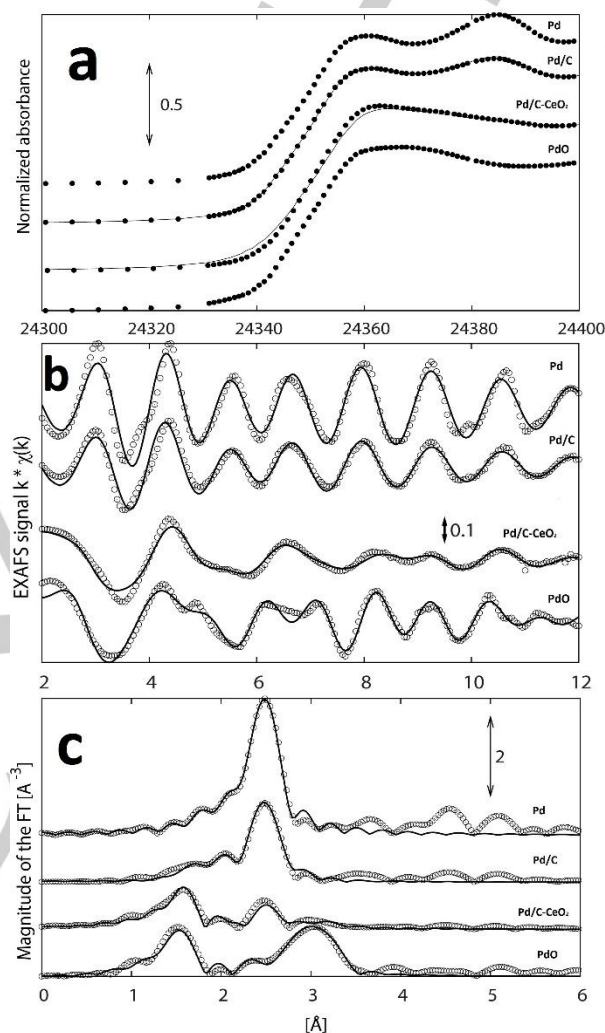 a
Normalized absorbance
0.5
Pd
Pd/C
Pd/C-CeO₂
PdO
24300 24320 24340 24360 24380 24400
b
EXAFS signal k * χ(k)
Pd
Pd/C
0.1
Pd/C-CeO₂
PdO
2 4 6 8 10 12
c
Magnitude of the FT [A⁻³]
2
Pd
Pd/C
Pd/C-CeO₂
PdO
0 1 2 3 4 5 6
[Å]